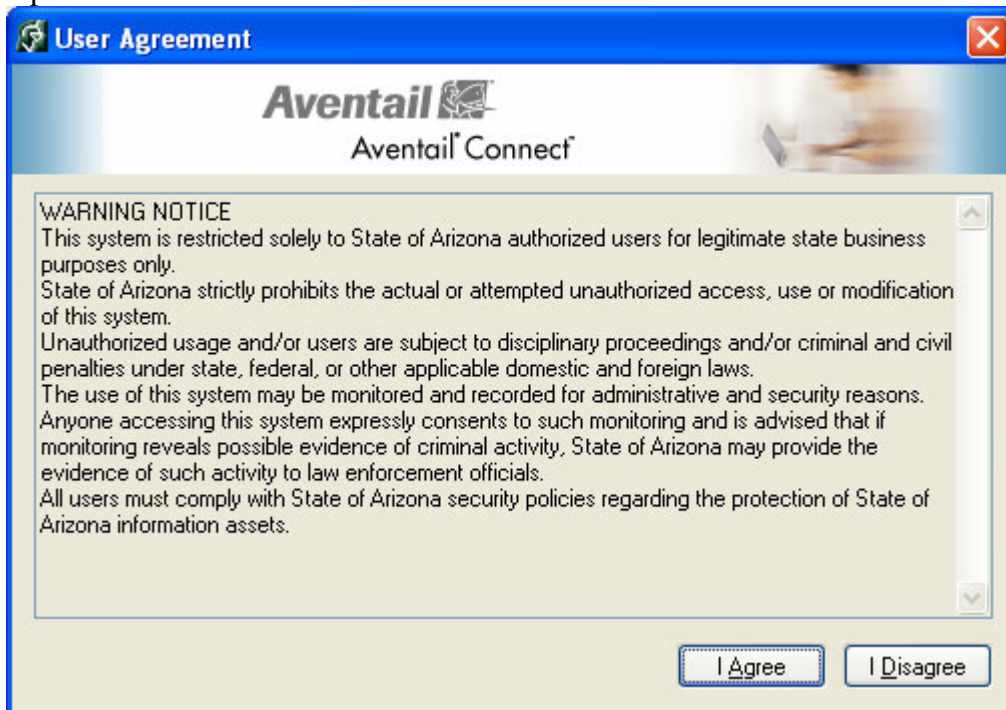 User Agreement
Aventail
Aventail® Connect™
WARNING NOTICE
This system is restricted solely to State of Arizona authorized users for legitimate state business
purposes only.
State of Arizona strictly prohibits the actual or attempted unauthorized access, use or modification
of this system.
Unauthorized usage and/or users are subject to disciplinary proceedings and/or criminal and civil
penalties under state, federal, or other applicable domestic and foreign laws.
The use of this system may be monitored and recorded for administrative and security reasons.
Anyone accessing this system expressly consents to such monitoring and is advised that if
monitoring reveals possible evidence of criminal activity, State of Arizona may provide the
evidence of such activity to law enforcement officials.
All users must comply with State of Arizona security policies regarding the protection of State of
Arizona information assets.
I Agree I Disagree